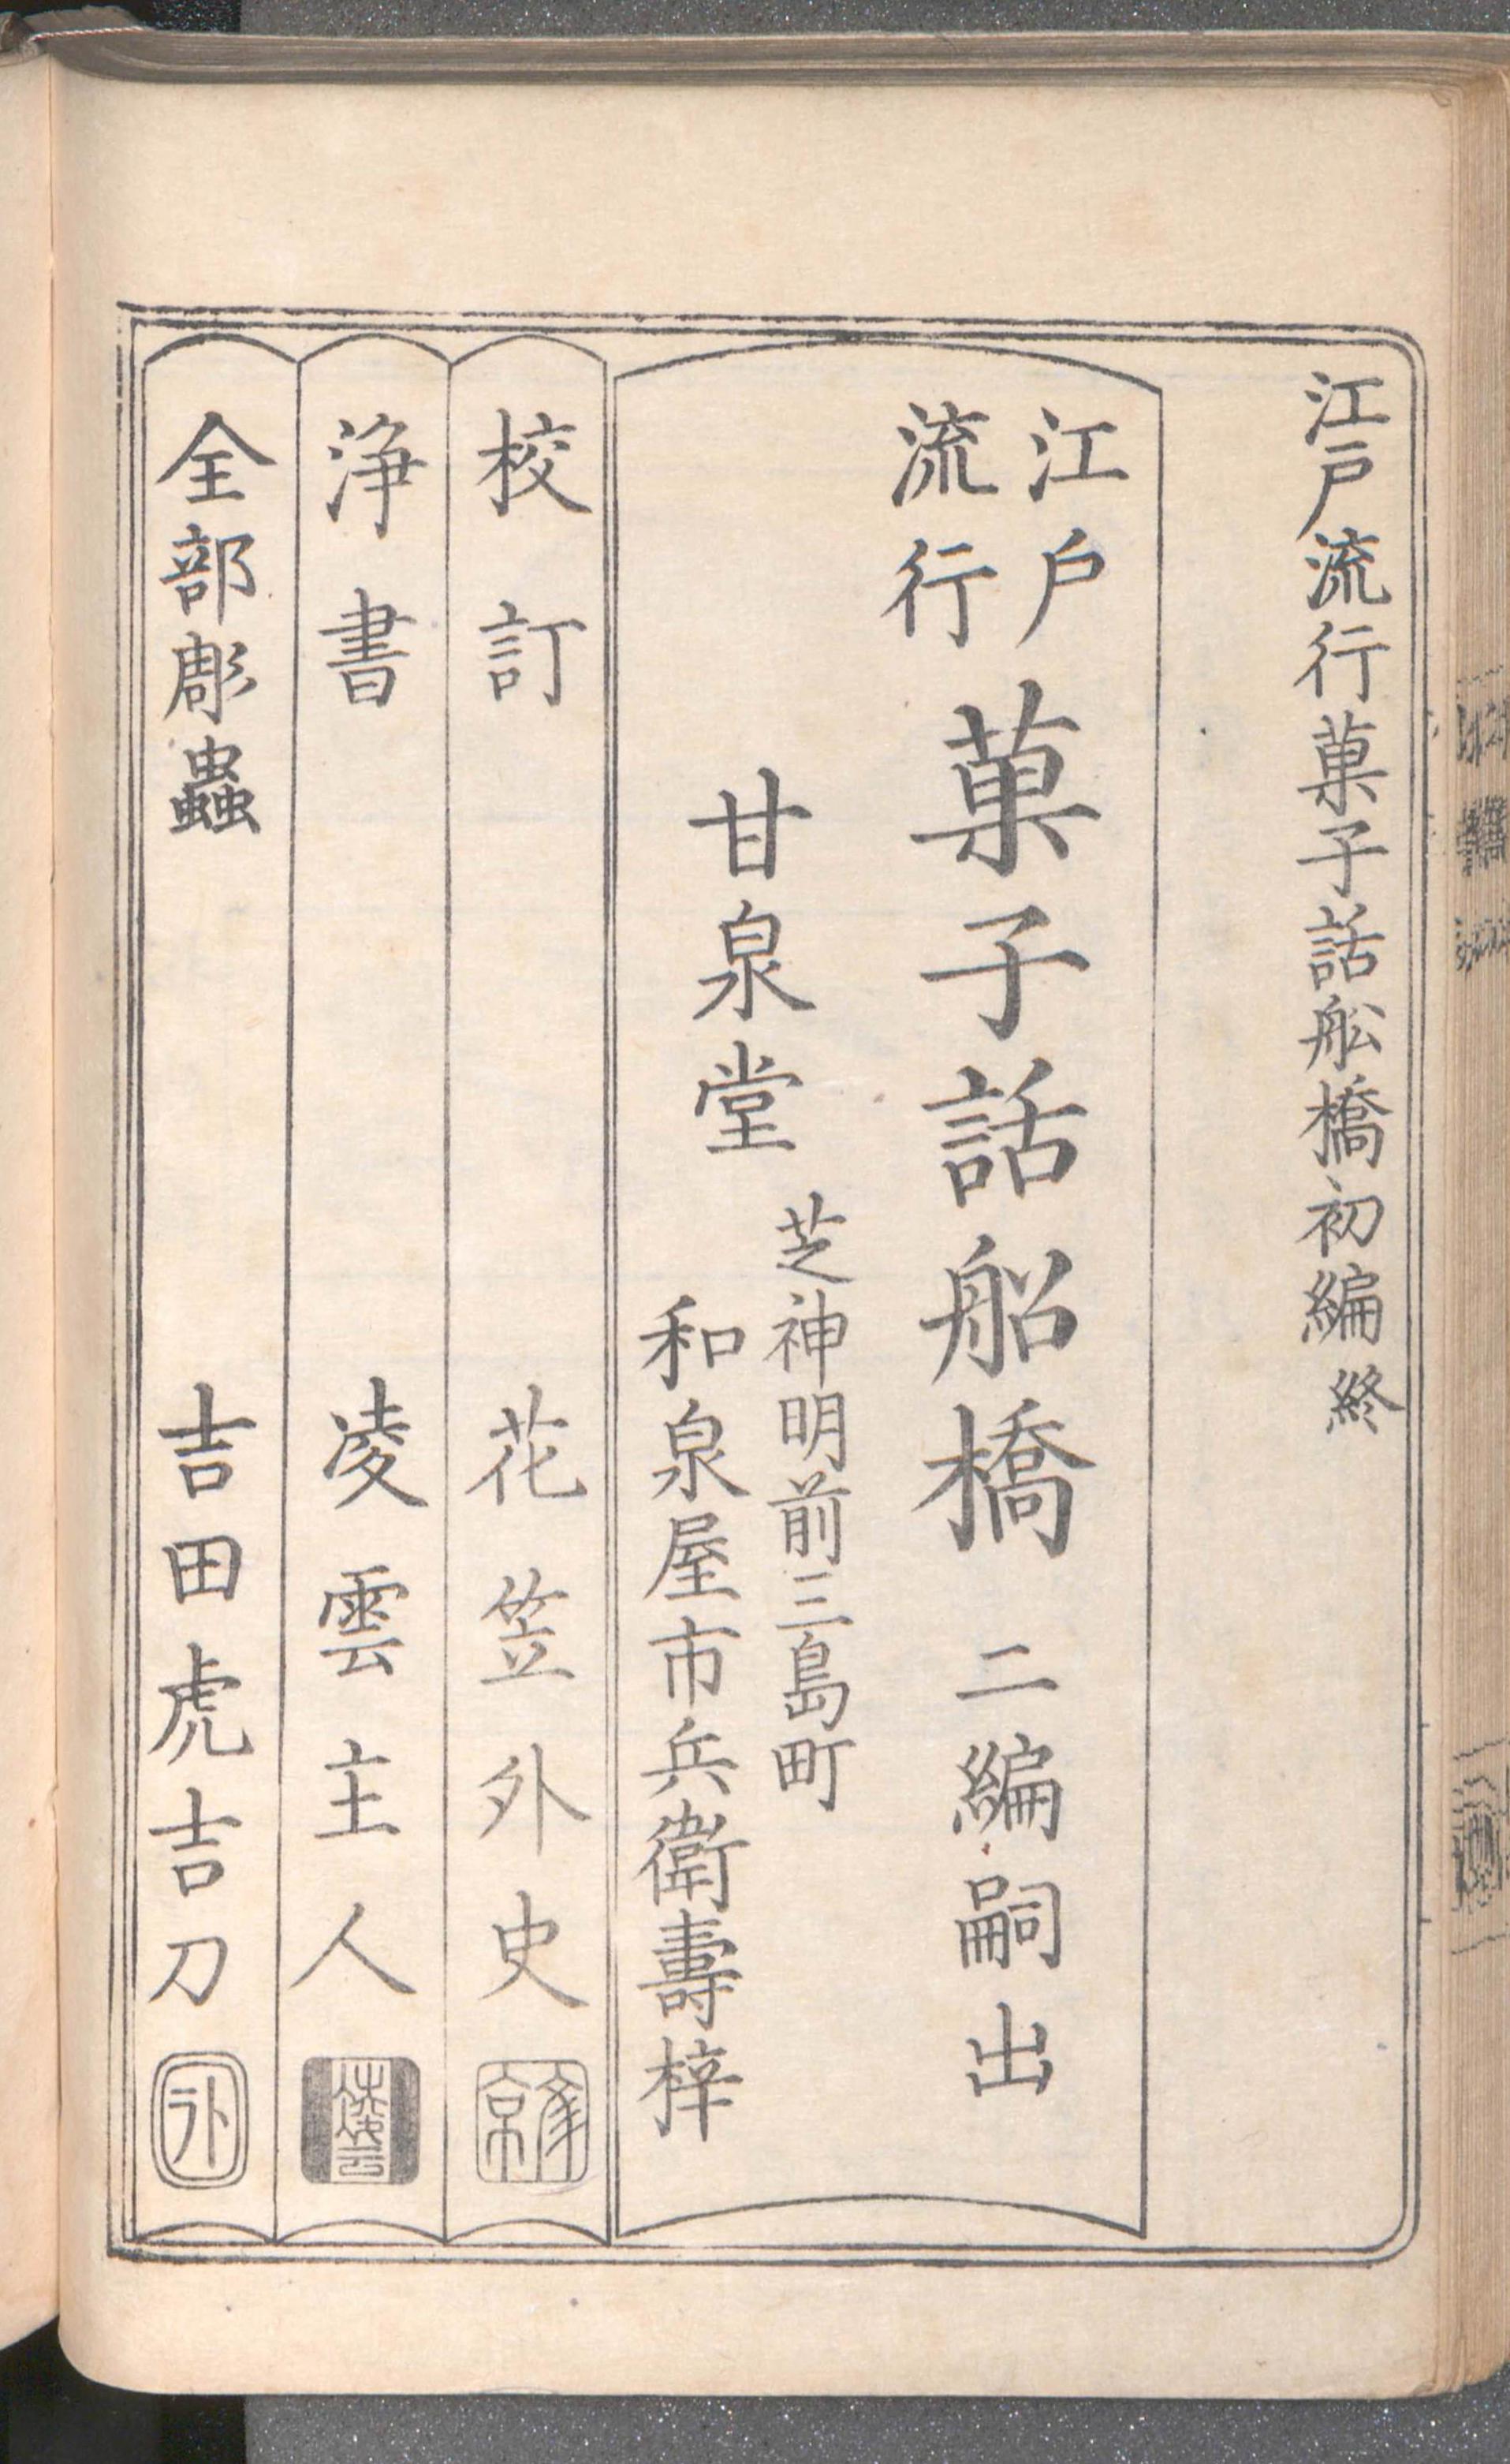 江戸流行菓子話舩橋初編終
江戸
流行
菓子話船橋 二編嗣出
芝神明前三島町
甘泉堂
和泉屋市兵衛壽梓
校訂 花笠外史
浄書 凌雲主人
全部彫蟲 吉田虎吉刀